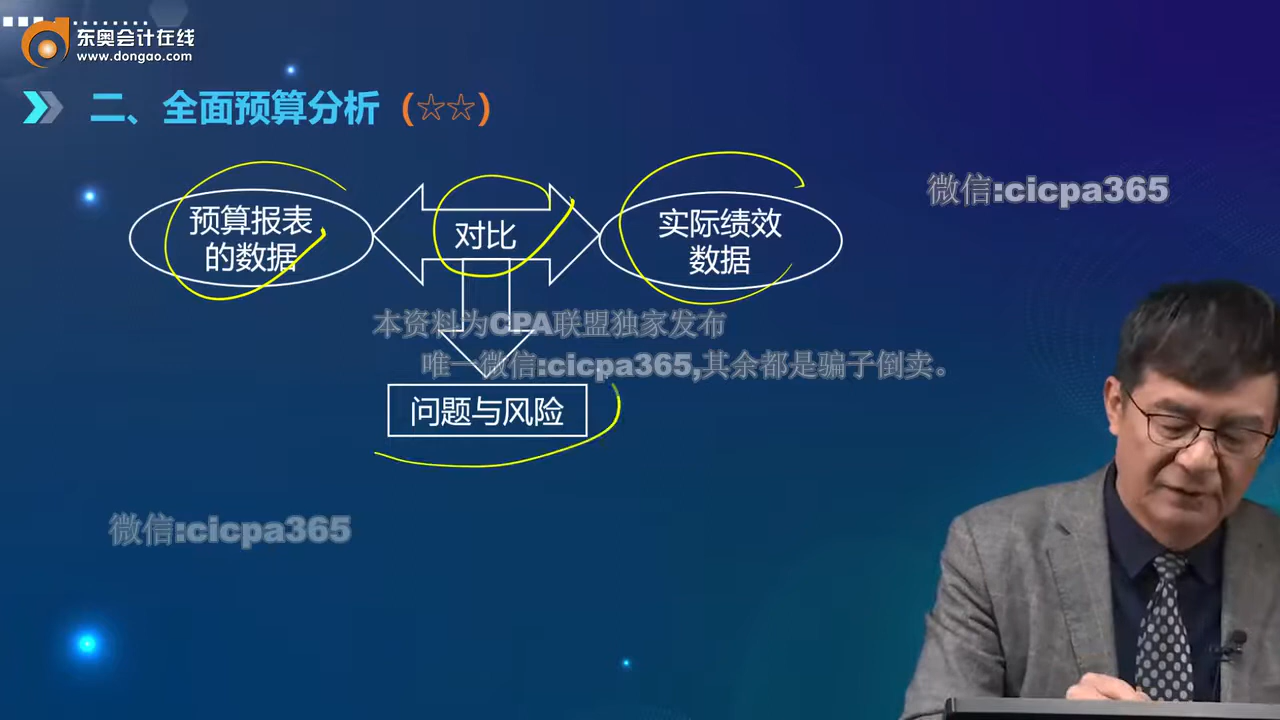 东奥会计在线
www.dongao.com
二、全面预算分析（☆☆）
微信:cicpa365
预算报表
的数据
对比
实际绩效
数据
本资料为CPA联盟独家发布
唯一微信:cicpa365,其余都是骗子倒卖。
问题与风险
微信:cicpa365